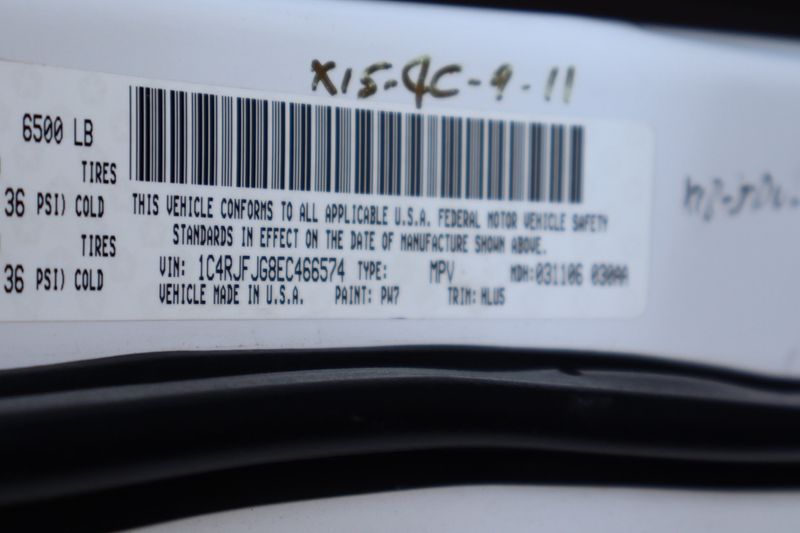 X15-4C-9-11
6500 LB
TIRES
36 PSI) COLD
TIRES
36 PSI) COLD
THIS VEHICLE CONFORMS TO ALL APPLICABLE U.S.A. FEDERAL MOTOR VEHICLE SAFETY
STANDARDS IN EFFECT ON THE DATE OF MANUFACTURE SHOWN ABOVE.
VIN: 1C4RJFJG8EC466574 TYPE: MPV MDH:031106 030AA
VEHICLE MADE IN U.S.A. PAINT: PW7 TRIM: HLU5